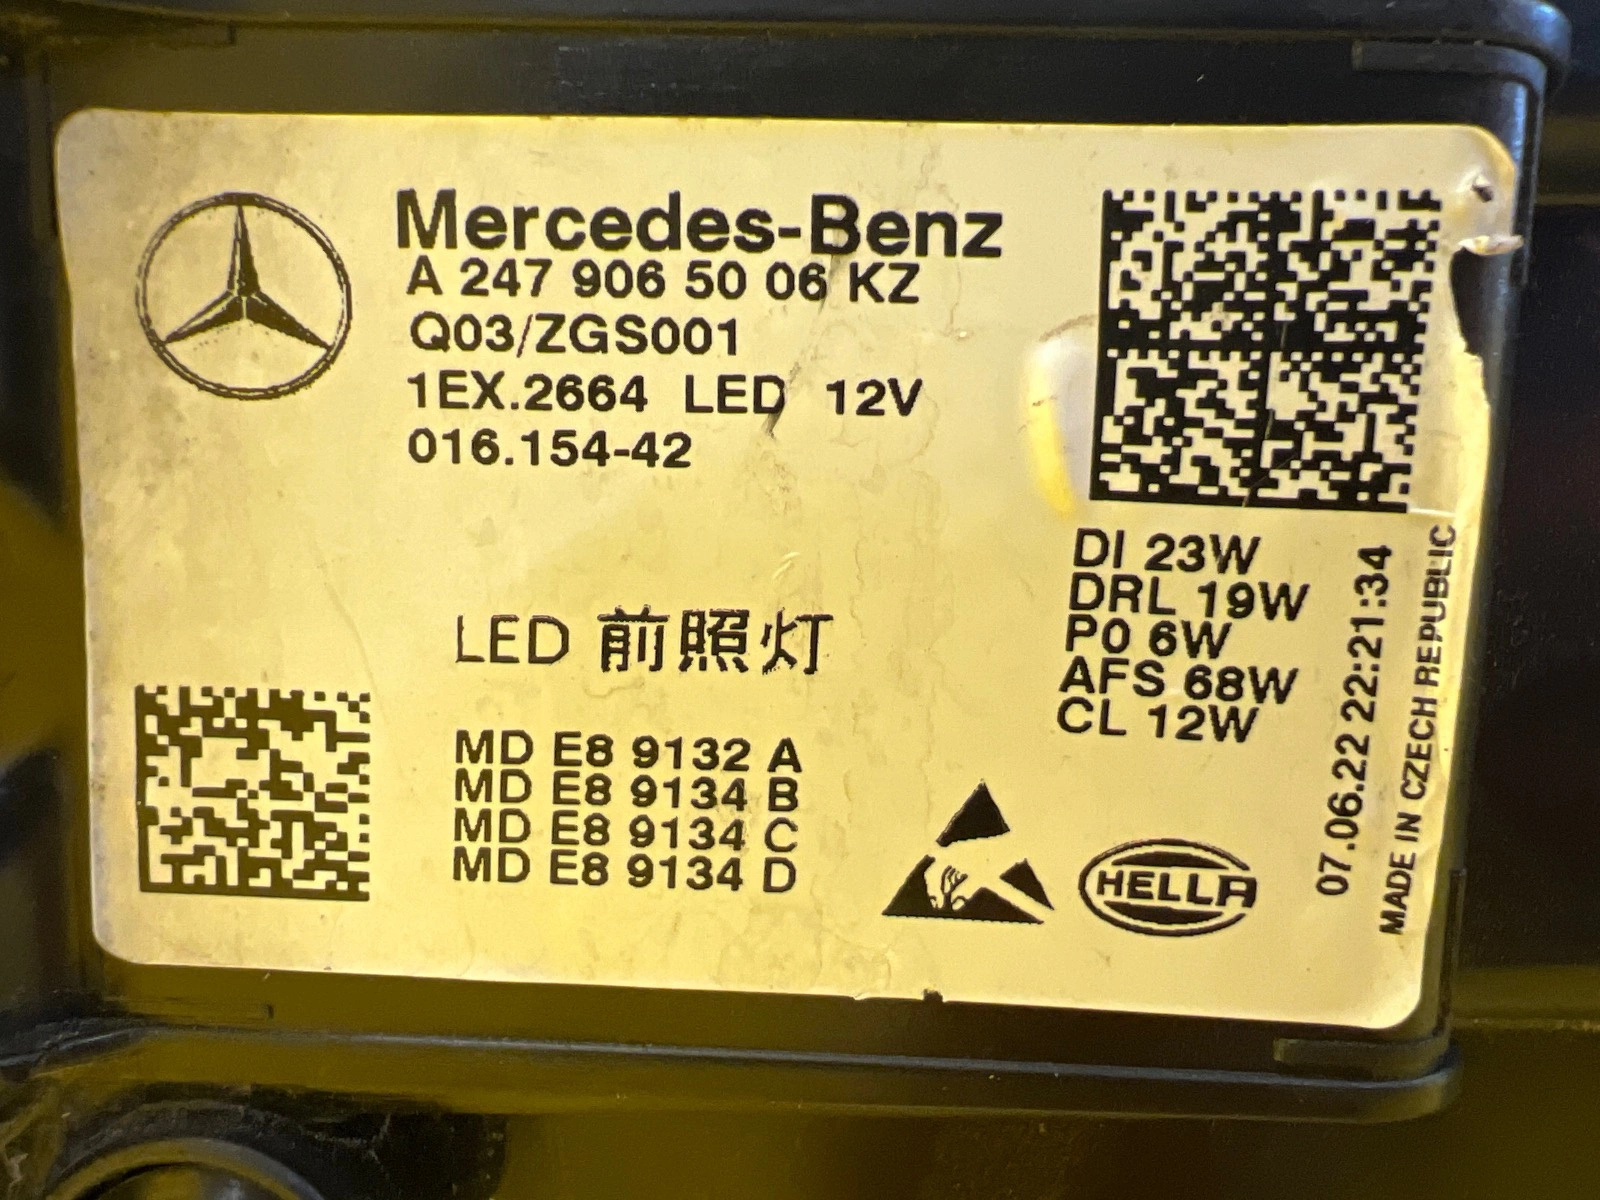 Mercedes-Benz
A 247 906 50 06 KZ
Q03/ZGS001
1EX.2664 LED 12V
016.154-42
LED 前照灯
MD E8 9132 A
MD E8 9134 B
MD E8 9134 C
MD E8 9134 D
DI 23W
DRL 19W
PO 6W
AFS 68W
CL 12W
HELLA
07.06.22 22:21:34
MADE IN CZECH REPUBLIC